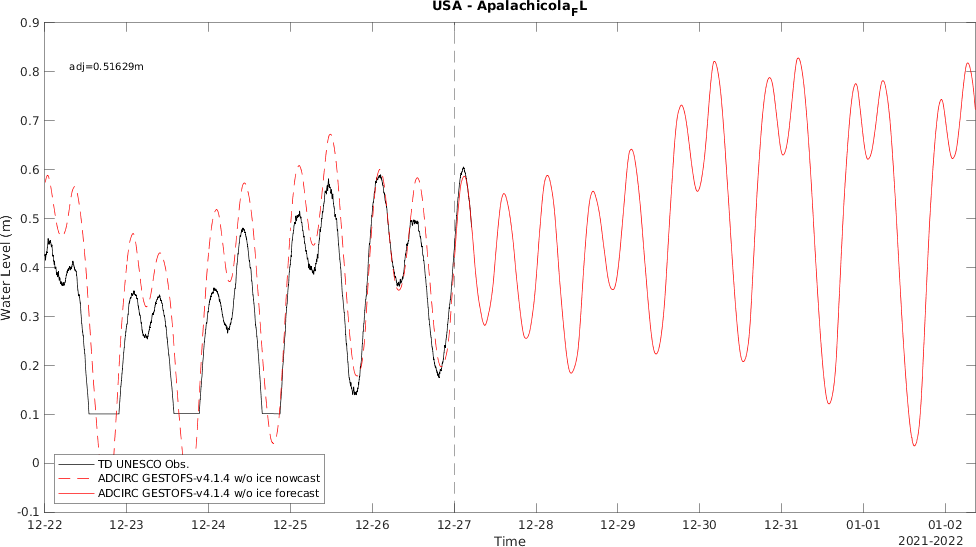 USA - Apalachicola_FL
0.9
0.8
0.7
0.6
0.5
0.4
0.3
0.2
0.1
0
-0.1
Water Level (m)
adj=0.51629m
TD UNESCO Obs.
ADCIRC GESTOFS-v4.1.4 w/o ice nowcast
ADCIRC GESTOFS-v4.1.4 w/o ice forecast
12-22 12-23 12-24 12-25 12-26 12-27 12-28 12-29 12-30 12-31 01-01 01-02
Time
2021-2022